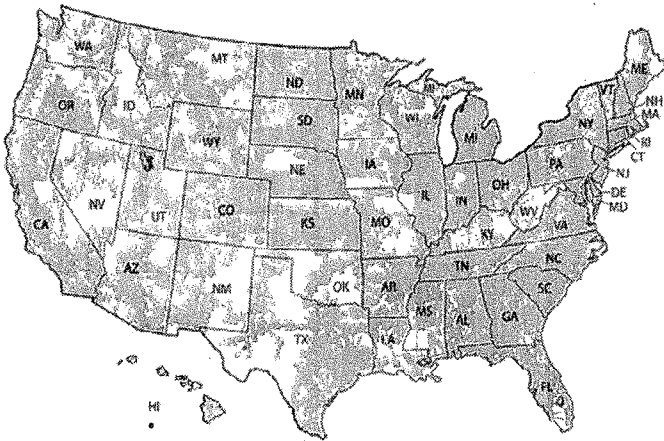 WA
MT
ME
ND
VT
MN
MI
NH
OR
ID
MA
WI
NY
SD
MI
WY
RI
CT
IA
PA
NE
NJ
OH
IL
IN
DE
NV
UT
CO
MD
WV
CA
KS
MO
VA
KY
NC
TN
AZ
OK
AR
NM
SC
MS
AL
GA
TX
LA
FL
HI